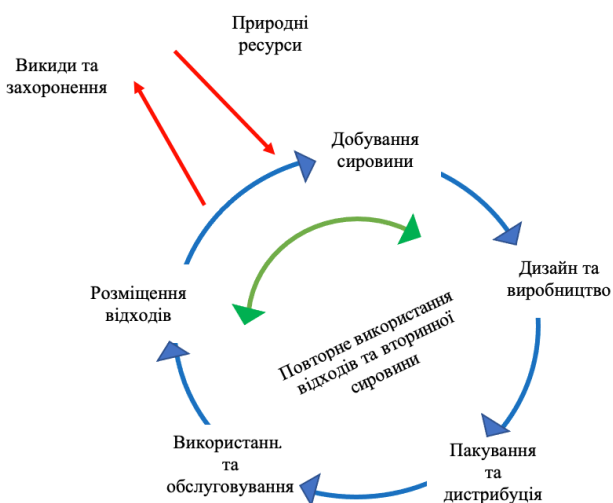 Природні
ресурси
Викиди та
захоронення
Добування
сировини
Дизайн та
виробництво
Пакування
та
дистрибуція
Використанн.
та
обслуговування
Розміщення
відходів
Повторне використання
відходів та вторинної
сировини